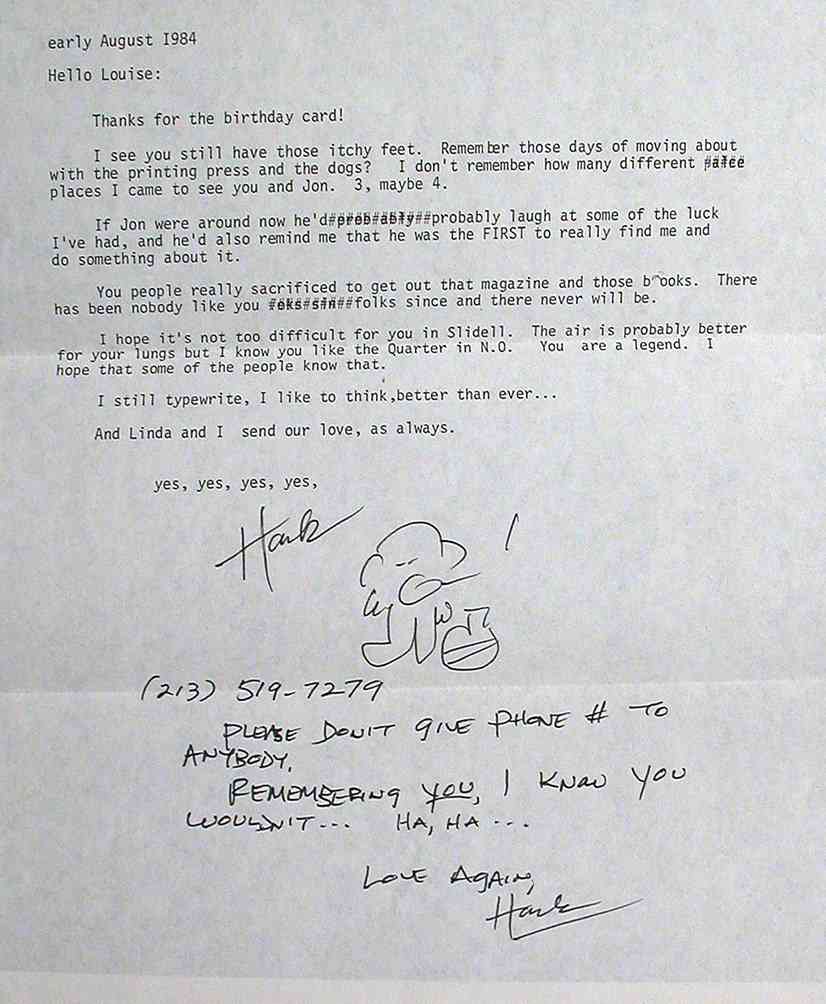 early August I984
Hello Louise:
Thanks for the birthday card!
I see you still have those itchy feet. Remember those days of moving about
with the printing press and the dogs? I don't remember how many different
places I came to see you and Jon. 3, maybe 4.
If Jon were around now he'd probably laugh at some of the luck
I've had, and he'd also remind me that he was the FIRST to really find me and
do something about it.
You people really sacrificed to get out that magazine and those books. There
has been nobody like you folks since and there never will be.
I hope it's not too difficult for you in Slidell. The air is probably better
for your lungs but I know you like the Quarter in N.O. You are a legend. I
hope that some of the people know that.
I still typewrite, I like to think,better than ever...
And Linda and I send our love, as always.
yes, yes, yes, yes,
Hank
!
(213) 519-7279
PLEASE DON'T GIVE PHONE # TO
ANYBODY.
REMEMBERING YOU, I KNOW YOU
WOULDN'T... HA, HA...
LOVE AGAIN,
Hank